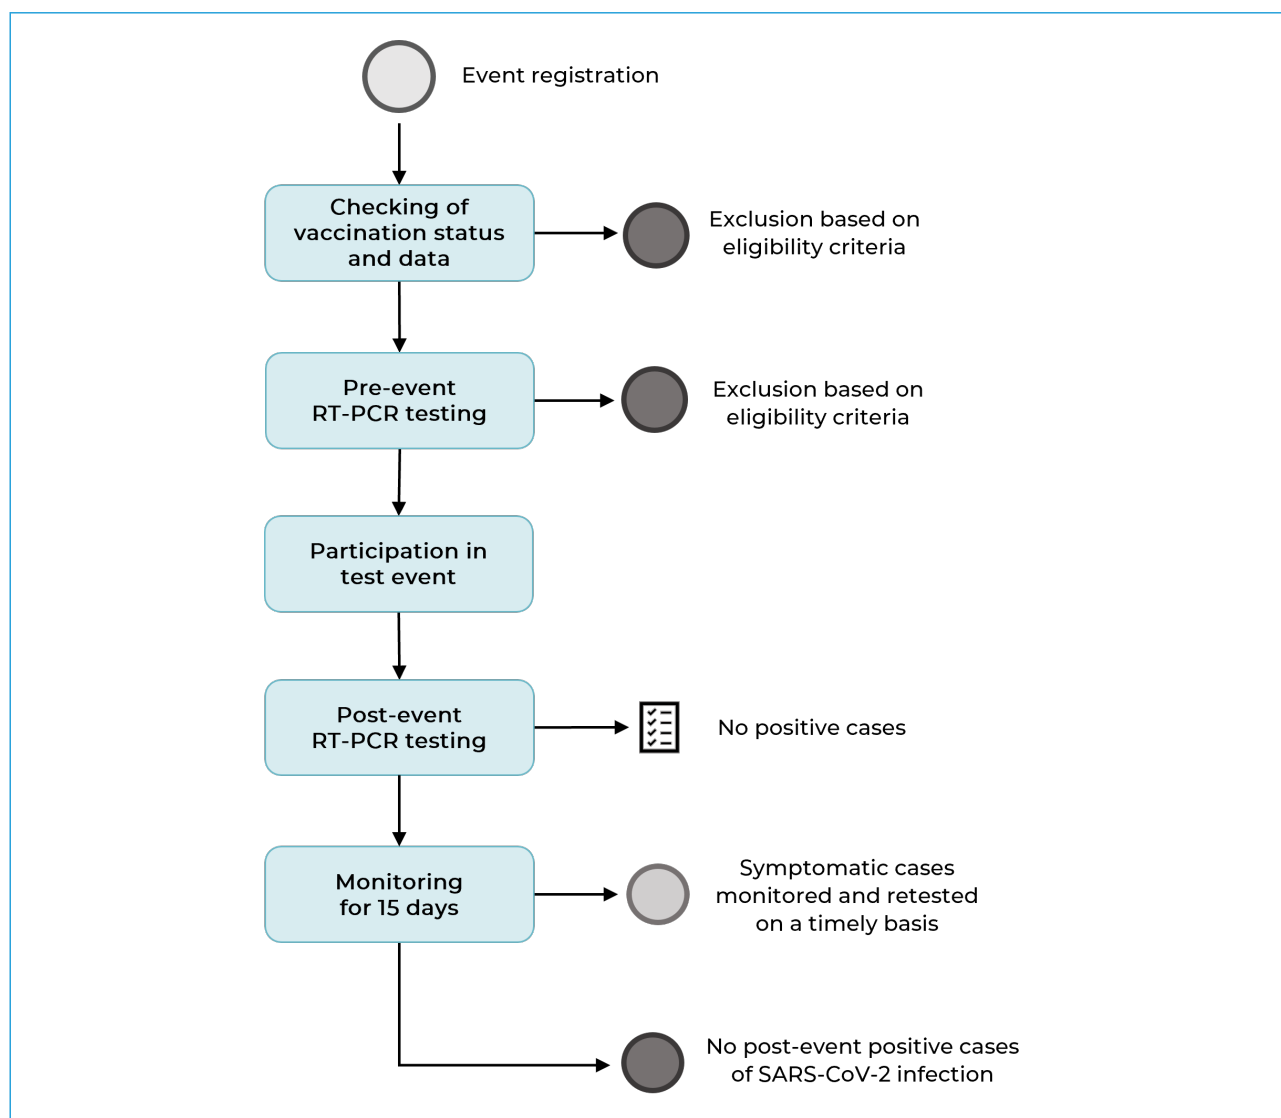 Event registration
Checking of
vaccination status
and data
Exclusion based on
eligibility criteria
Pre-event
RT-PCR testing
Exclusion based on
eligibility criteria
Participation in
test event
Post-event
RT-PCR testing
No positive cases
Monitoring
for 15 days
Symptomatic cases
monitored and retested
on a timely basis
No post-event positive cases
of SARS-CoV-2 infection